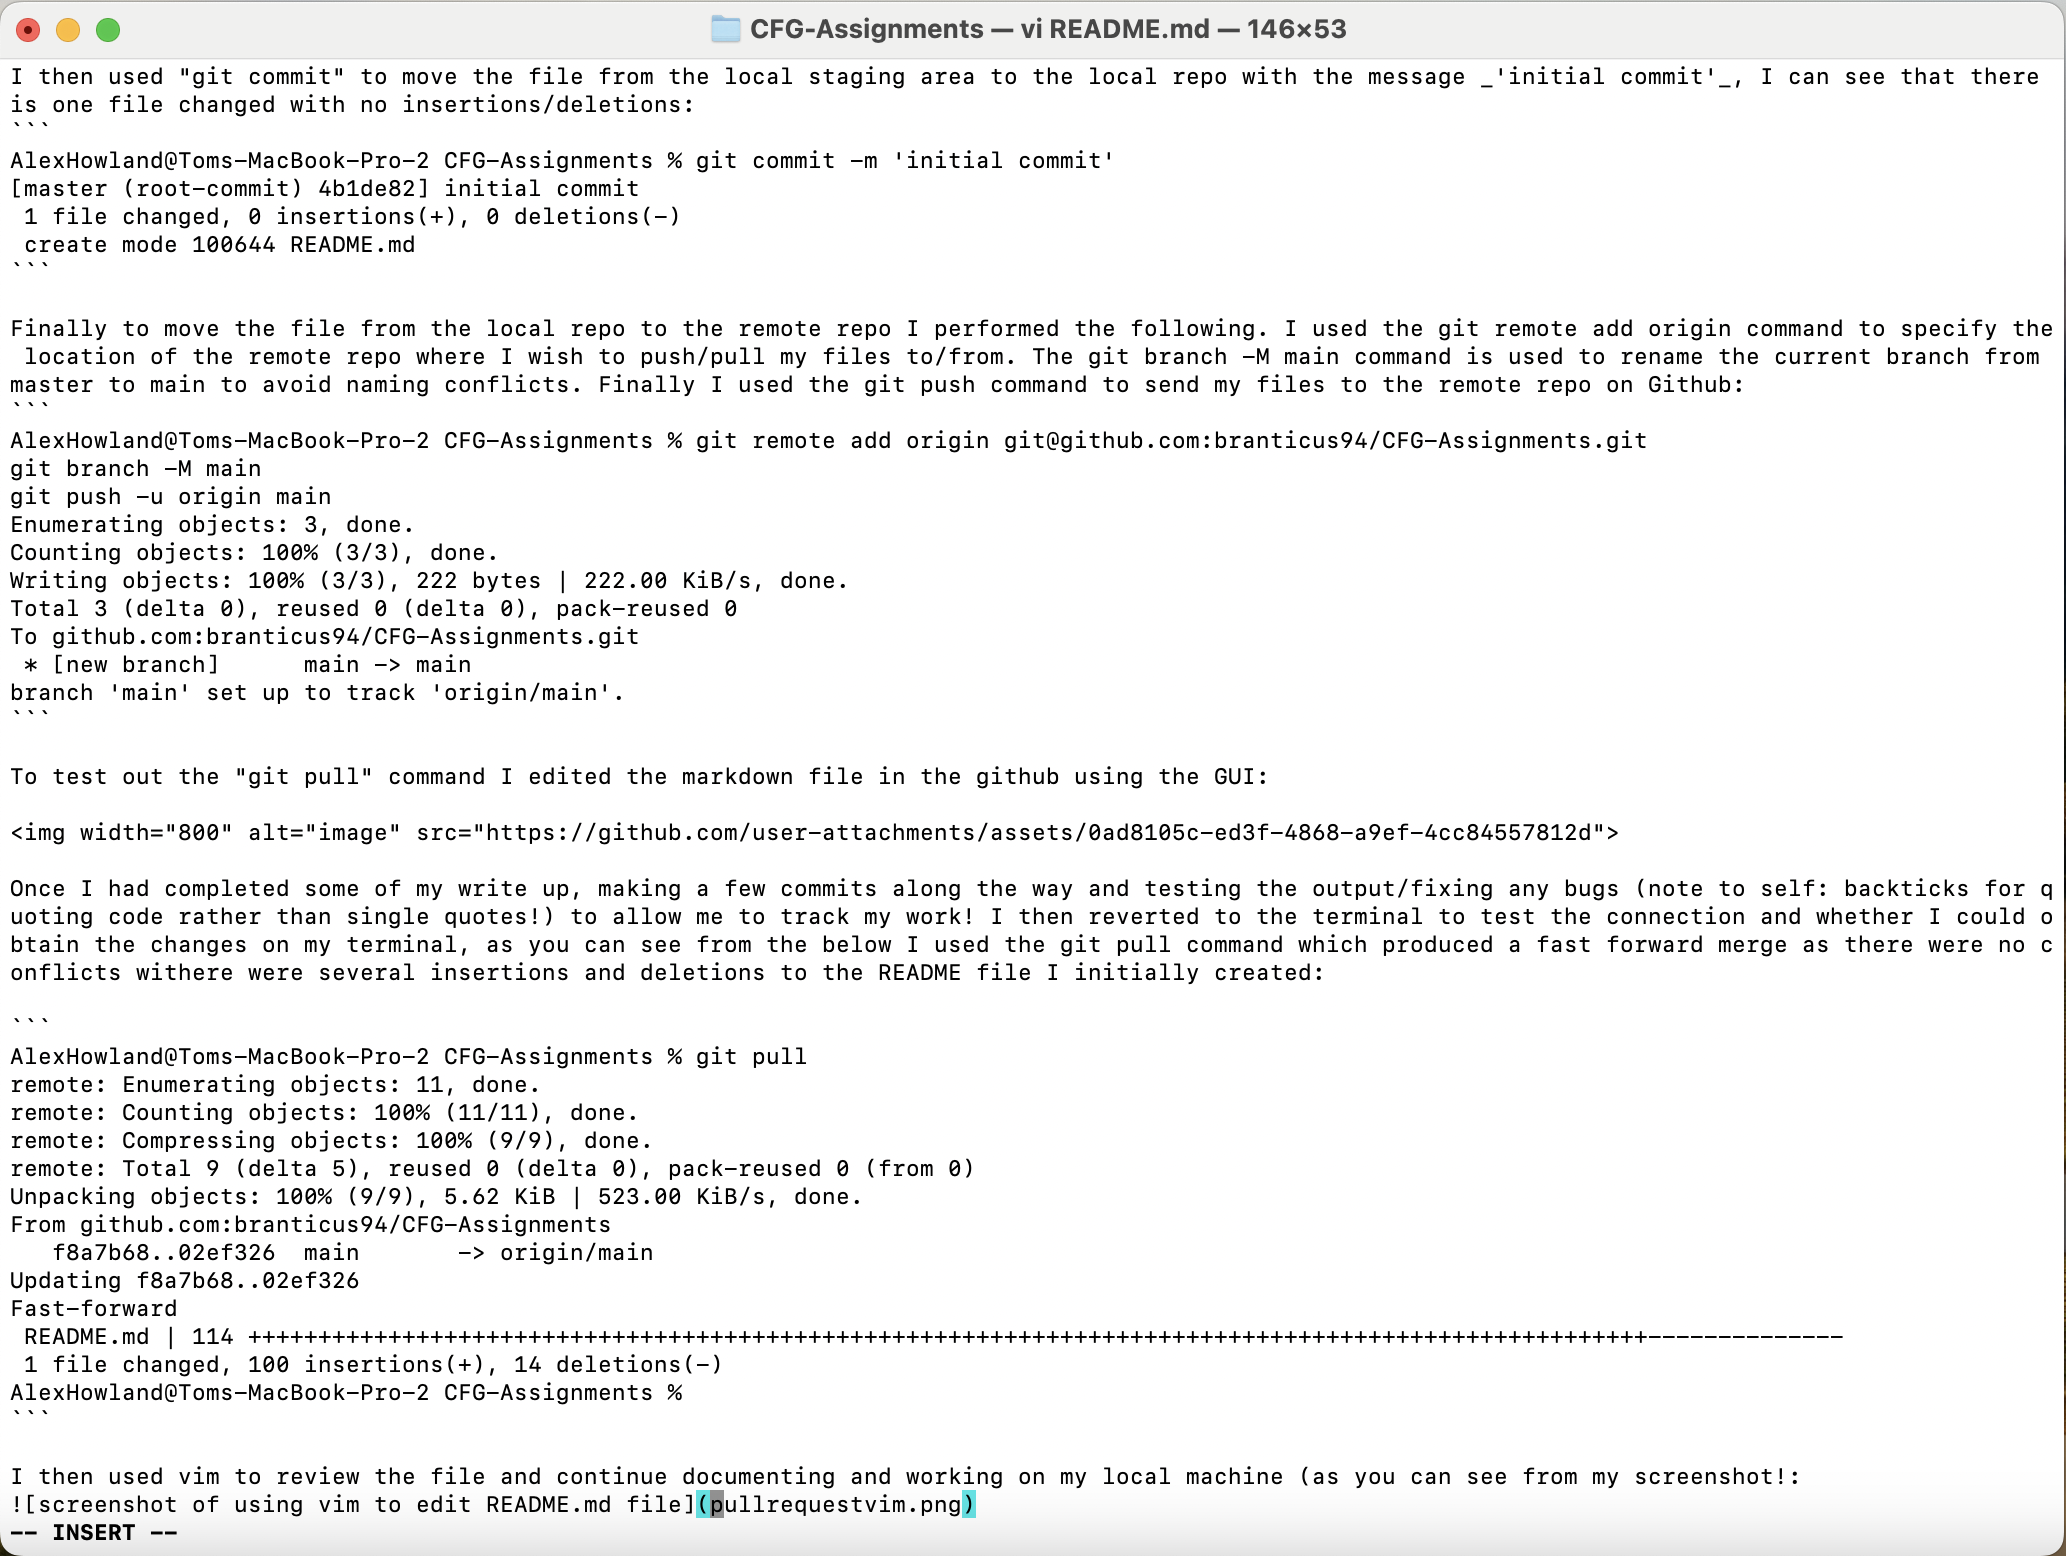 CFG-Assignments — vi README.md — 146×53
I then used "git commit" to move the file from the local staging area to the local repo with the message _'initial commit'_, I can see that there
is one file changed with no insertions/deletions:
```
AlexHowland@Toms-MacBook-Pro-2 CFG-Assignments % git commit -m 'initial commit'
[master (root-commit) 4b1de82] initial commit
 1 file changed, 0 insertions(+), 0 deletions(-)
 create mode 100644 README.md
```
Finally to move the file from the local repo to the remote repo I performed the following. I used the git remote add origin command to specify the
 location of the remote repo where I wish to push/pull my files to/from. The git branch -M main command is used to rename the current branch from
master to main to avoid naming conflicts. Finally I used the git push command to send my files to the remote repo on Github:
```
AlexHowland@Toms-MacBook-Pro-2 CFG-Assignments % git remote add origin git@github.com:branticus94/CFG-Assignments.git
git branch -M main
git push -u origin main
Enumerating objects: 3, done.
Counting objects: 100% (3/3), done.
Writing objects: 100% (3/3), 222 bytes | 222.00 KiB/s, done.
Total 3 (delta 0), reused 0 (delta 0), pack-reused 0
To github.com:branticus94/CFG-Assignments.git
 * [new branch]      main -> main
branch 'main' set up to track 'origin/main'.
```
To test out the "git pull" command I edited the markdown file in the github using the GUI:
<img width="800" alt="image" src="https://github.com/user-attachments/assets/0ad8105c-ed3f-4868-a9ef-4cc84557812d">
Once I had completed some of my write up, making a few commits along the way and testing the output/fixing any bugs (note to self: backticks for q
uoting code rather than single quotes!) to allow me to track my work! I then reverted to the terminal to test the connection and whether I could o
btain the changes on my terminal, as you can see from the below I used the git pull command which produced a fast forward merge as there were no c
onflicts withere were several insertions and deletions to the README file I initially created:
```
AlexHowland@Toms-MacBook-Pro-2 CFG-Assignments % git pull
remote: Enumerating objects: 11, done.
remote: Counting objects: 100% (11/11), done.
remote: Compressing objects: 100% (9/9), done.
remote: Total 9 (delta 5), reused 0 (delta 0), pack-reused 0 (from 0)
Unpacking objects: 100% (9/9), 5.62 KiB | 523.00 KiB/s, done.
From github.com:branticus94/CFG-Assignments
   f8a7b68..02ef326  main       -> origin/main
Updating f8a7b68..02ef326
Fast-forward
 README.md | 114 ++++++++++++++++++++++++++++++++++++++++++++++++++++++++++++++++++++++++++++++++++++++++++++++++++++--------------
 1 file changed, 100 insertions(+), 14 deletions(-)
AlexHowland@Toms-MacBook-Pro-2 CFG-Assignments %
```
I then used vim to review the file and continue documenting and working on my local machine (as you can see from my screenshot!:
![screenshot of using vim to edit README.md file](pullrequestvim.png)
-- INSERT --